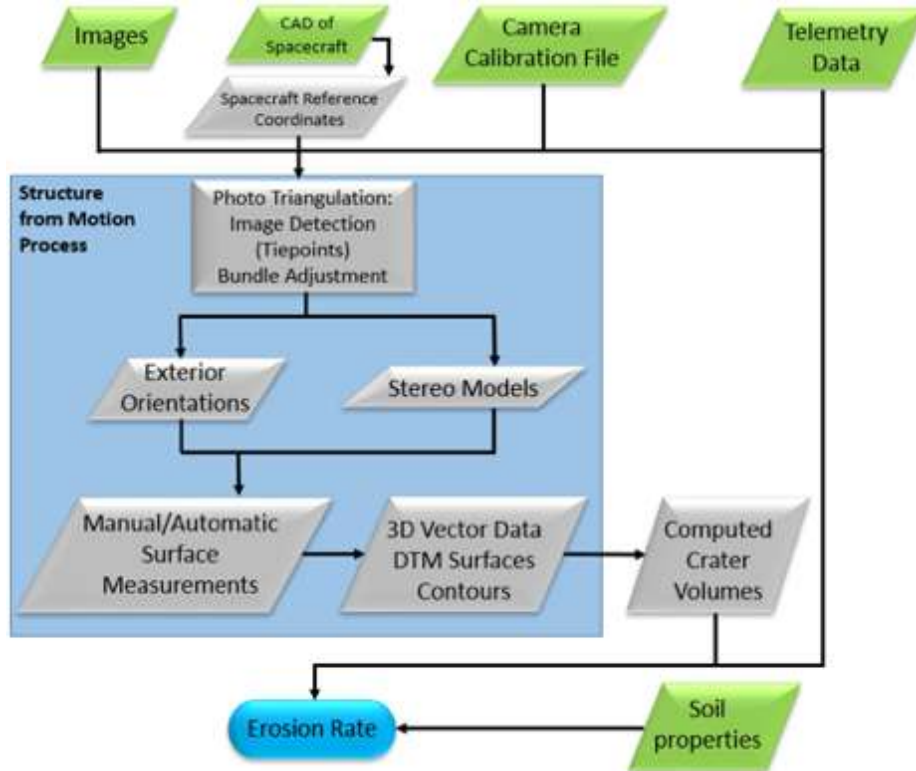 Images
CAD of
Spacecraft
Camera
Calibration File
Telemetry
Data
Spacecraft Reference
Coordinates
Structure
from Motion
Process
Photo Triangulation:
Image Detection
(Tiepoints)
Bundle Adjustment
Exterior
Orientations
Stereo Models
Manual/Automatic
Surface
Measurements
3D Vector Data
DTM Surfaces
Contours
Computed
Crater
Volumes
Erosion Rate
Soil
properties